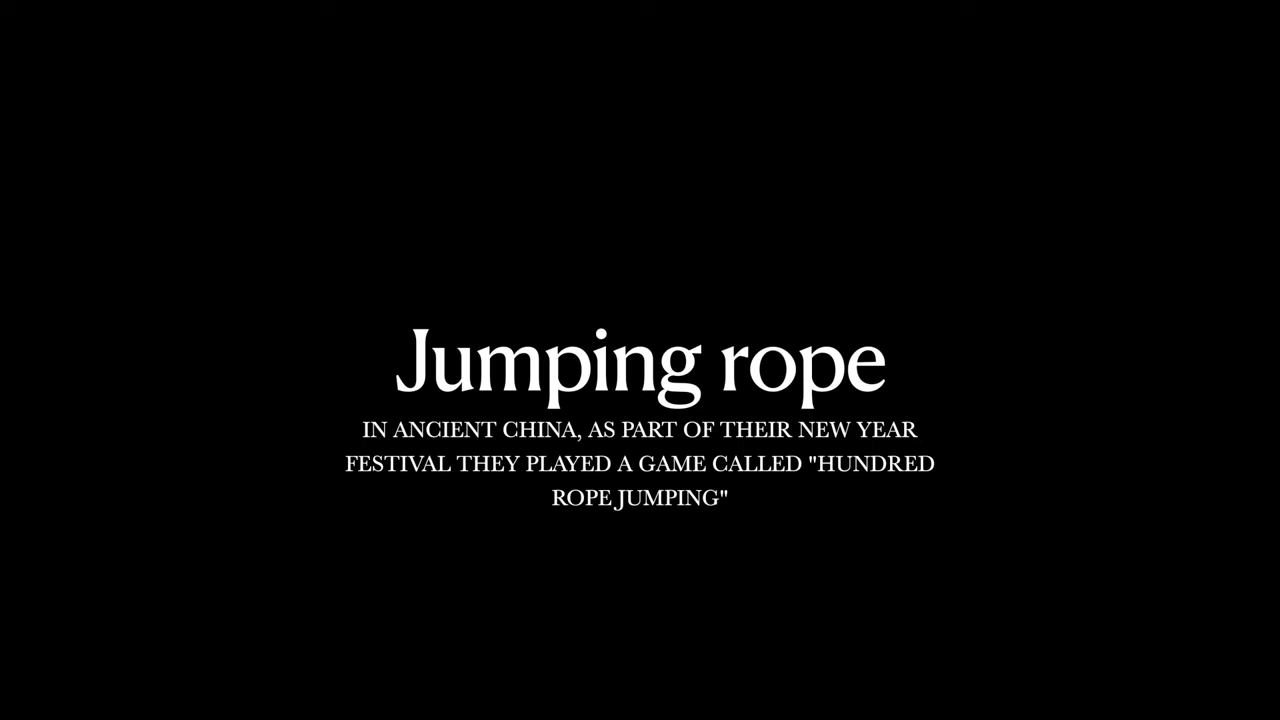 Jumping rope
IN ANCIENT CHINA, AS PART OF THEIR NEW YEAR
FESTIVAL THEY PLAYED A GAME CALLED "HUNDRED
ROPE JUMPING"